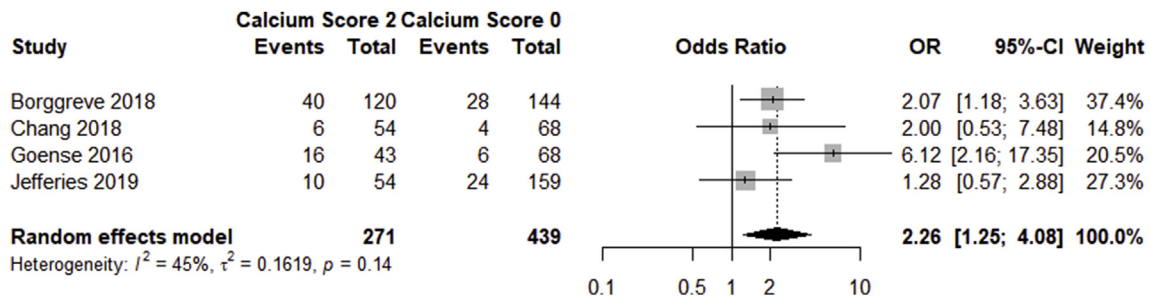 Calcium Score 2 Calcium Score 0
Study Events Total Events Total Odds Ratio OR 95%-CI Weight
Borggreve 2018 40 120 28 144 2.07 [1.18; 3.63] 37.4%
Chang 2018 6 54 4 68 2.00 [0.53; 7.48] 14.8%
Goense 2016 16 43 6 68 6.12 [2.16; 17.35] 20.5%
Jefferies 2019 10 54 24 159 1.28 [0.57; 2.88] 27.3%
Random effects model 271 439 2.26 [1.25; 4.08] 100.0%
Heterogeneity: I² = 45%, τ² = 0.1619, p = 0.14
0.1 0.5 1 2 10